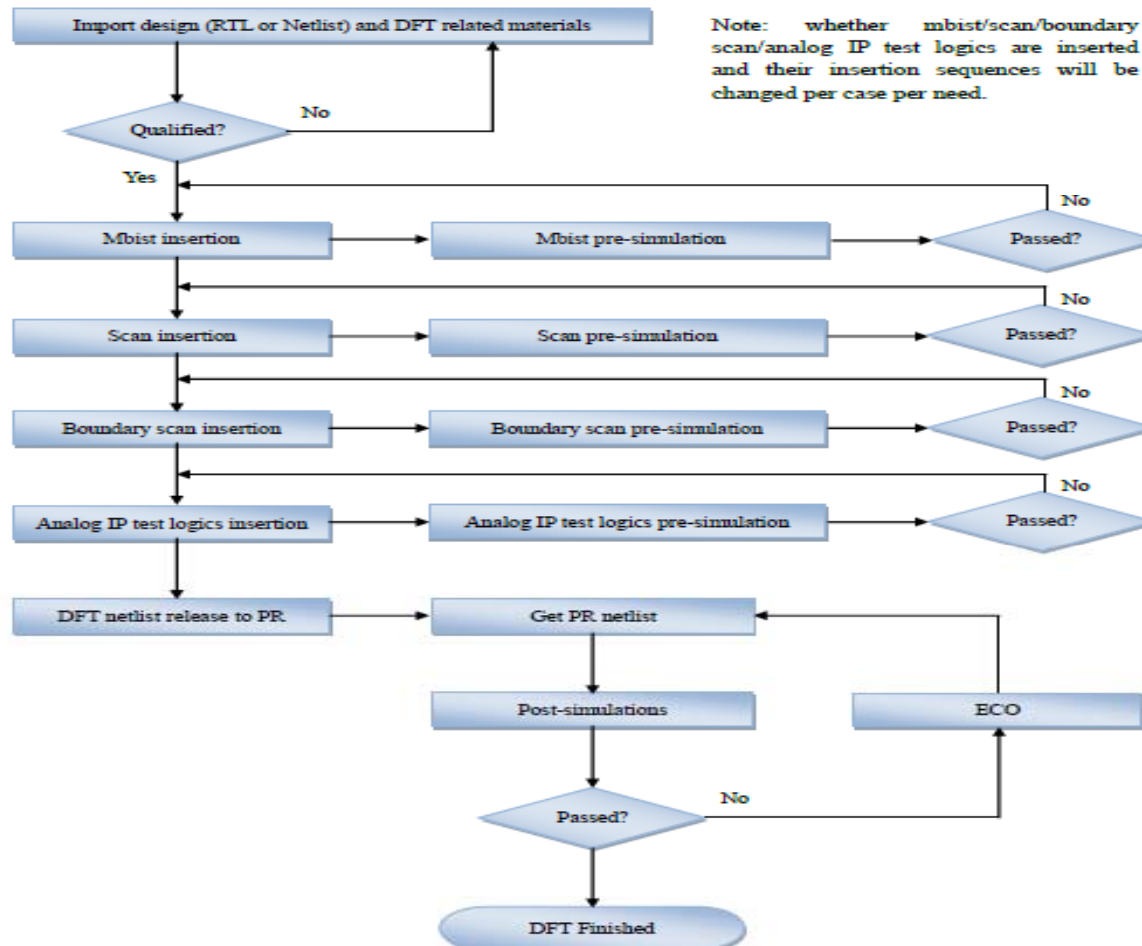 Import design (RTL or Netlist) and DFT related materials
Note: whether mbist/scan/boundary
scan/analog IP test logics are inserted
and their insertion sequences will be
changed per case per need.
No
Qualified?
Yes
No
Mbist insertion
Mbist pre-simulation
Passed?
No
Scan insertion
Scan pre-simulation
Passed?
No
Boundary scan insertion
Boundary scan pre-simulation
Passed?
No
Analog IP test logics insertion
Analog IP test logics pre-simulation
Passed?
DFT netlist release to PR
Get PR netlist
Post-simulations
ECO
No
Passed?
DFT Finished